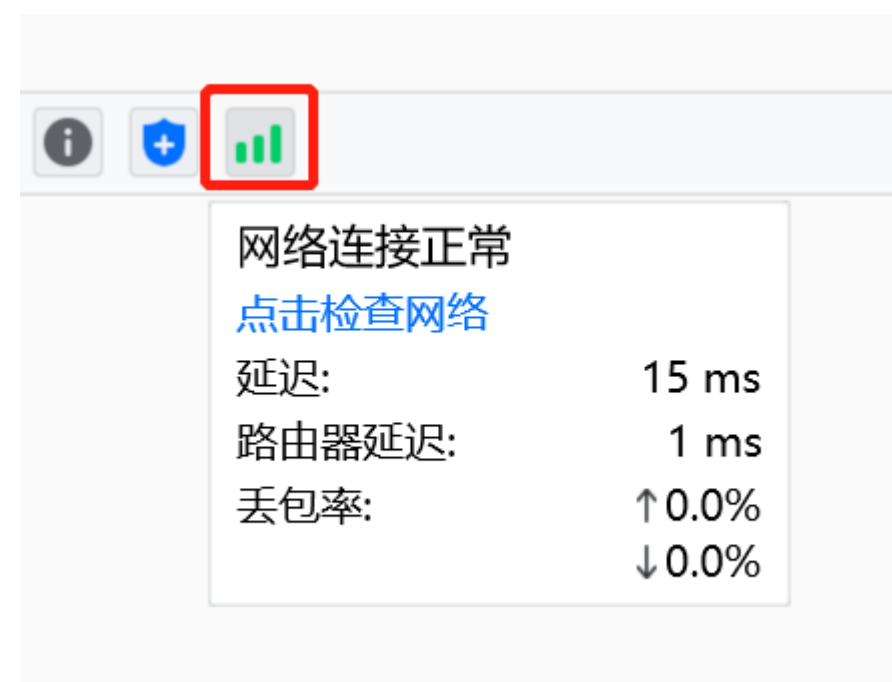 网络连接正常
点击检查网络
延迟: 15 ms
路由器延迟: 1 ms
丢包率: ↑0.0%
↓0.0%